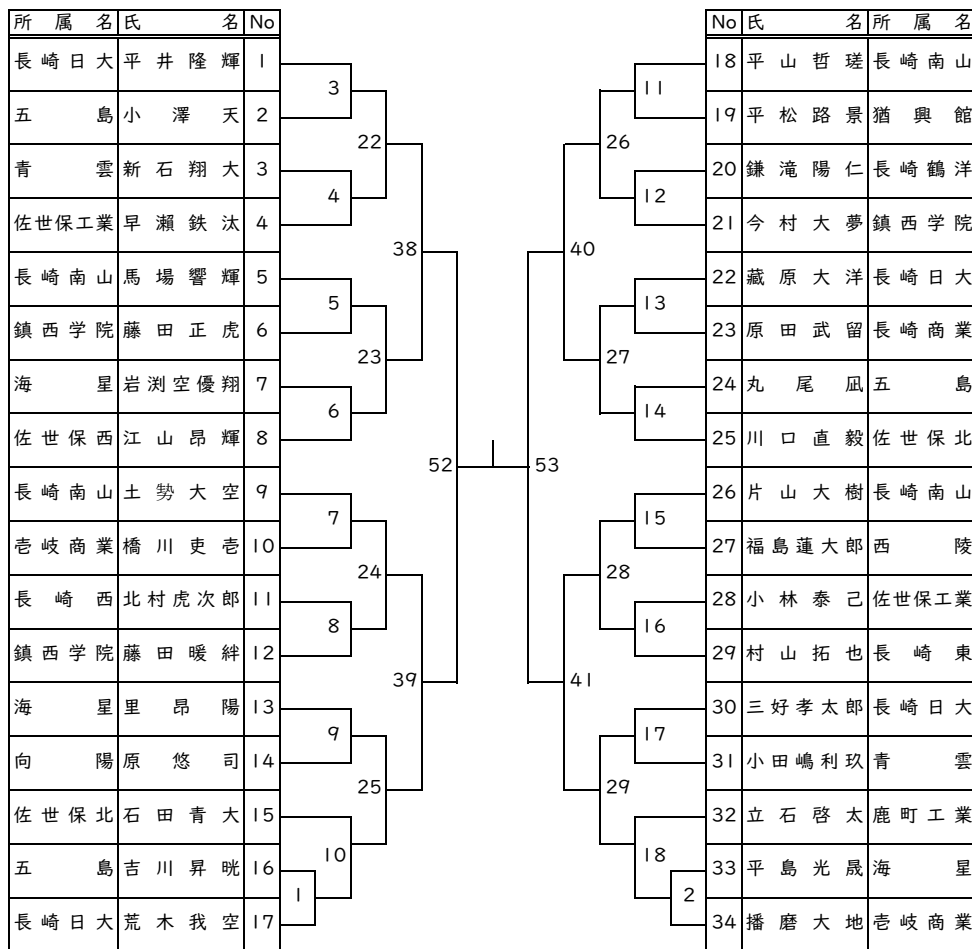 所属名 氏名 No
長崎日大 平井隆輝 1
五島 小澤天 2
青雲 新石翔大 3
佐世保工業 早瀬鉄汰 4
長崎南山 馬場響輝 5
鎮西学院 藤田正虎 6
海星 岩渕空優翔 7
佐世保西 江山昂輝 8
長崎南山 土勢大空 9
壱岐商業 橋川吏壱 10
長崎西 北村虎次郎 11
鎮西学院 藤田暖絆 12
海星 里昂陽 13
向陽 原悠司 14
佐世保北 石田青大 15
五島 吉川昇晄 16
長崎日大 荒木我空 17
3
22
4
38
5
23
6
52
7
24
8
39
9
25
10
1
No 氏名 所属名
18 平山哲瑳 長崎南山
19 平松路景 猶興館
20 鎌滝陽仁 長崎鶴洋
21 今村大夢 鎮西学院
22 藏原大洋 長崎日大
23 原田武留 長崎商業
24 丸尾凪 五島
25 川口直毅 佐世保北
26 片山大樹 長崎南山
27 福島蓮大郎 西陵
28 小林泰己 佐世保工業
29 村山拓也 長崎東
30 三好孝太郎 長崎日大
31 小田嶋利玖 青雲
32 立石啓太 鹿町工業
33 平島光晟 海星
34 播磨大地 壱岐商業
11
26
12
40
13
27
14
53
15
28
16
41
17
29
18
2